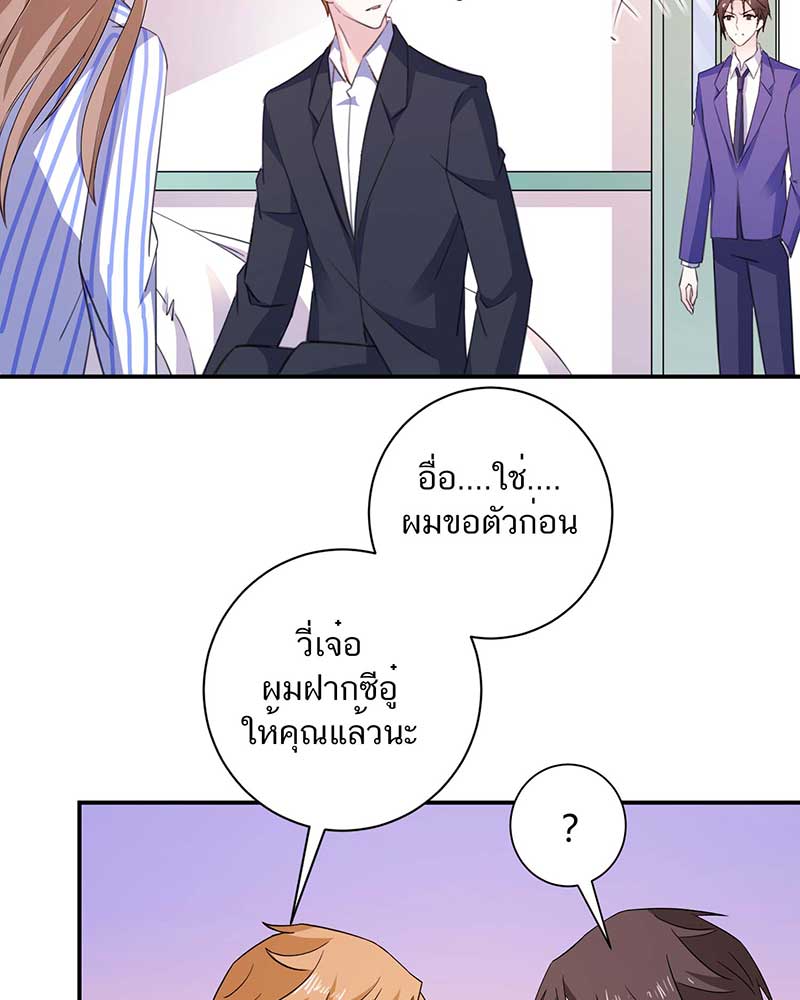 อื่อ....ใช่....
ผมขอตัวก่อน
วี่เจ๋อ
ผมฝากซีอู๋
ให้คุณแล้วนะ
?